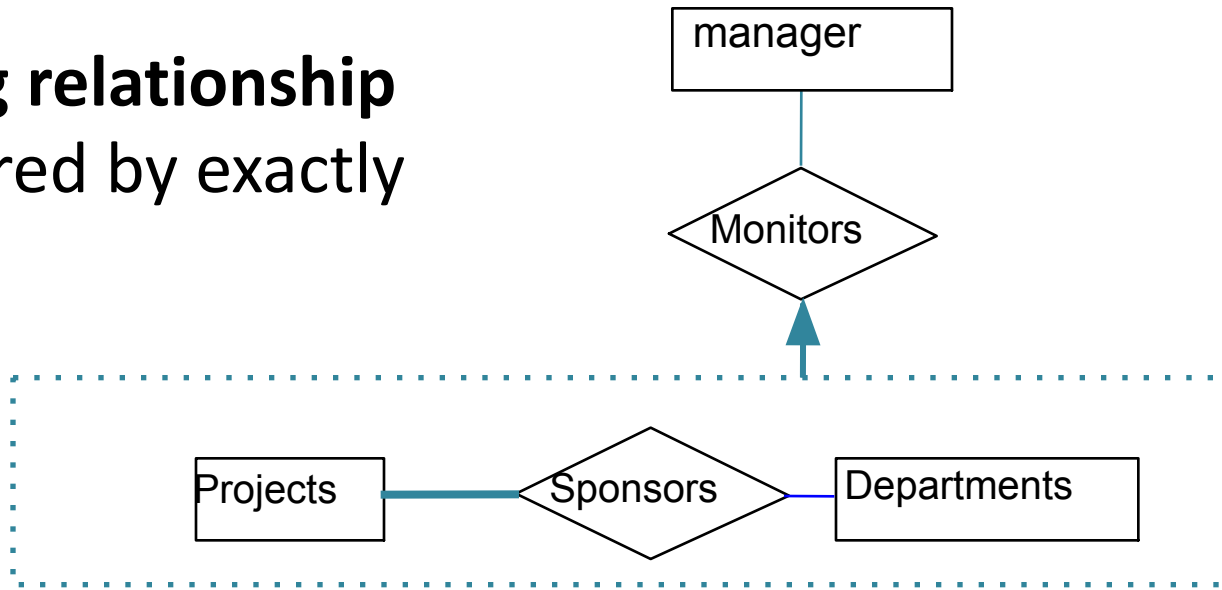 relationship
red by exactly
manager
Monitors
Projects
Sponsors
Departments